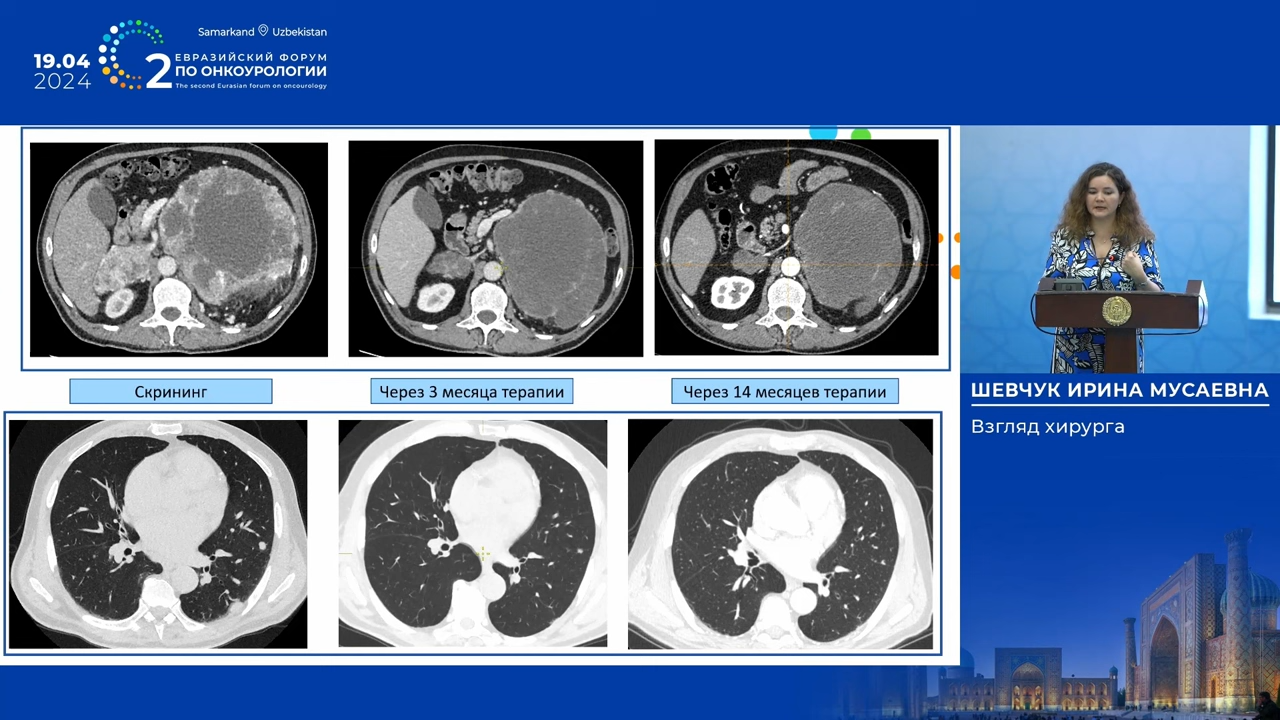 Samarkand Uzbekistan
19.04
2024
2
ЕВРАЗИЙСКИЙ ФОРУМ
ПО ОНКОУРОЛОГИИ
The second Eurasian forum on oncourology
Скрининг
Через 3 месяца терапии
Через 14 месяцев терапии
ШЕВЧУК ИРИНА МУСАЕВНА
Взгляд хирурга